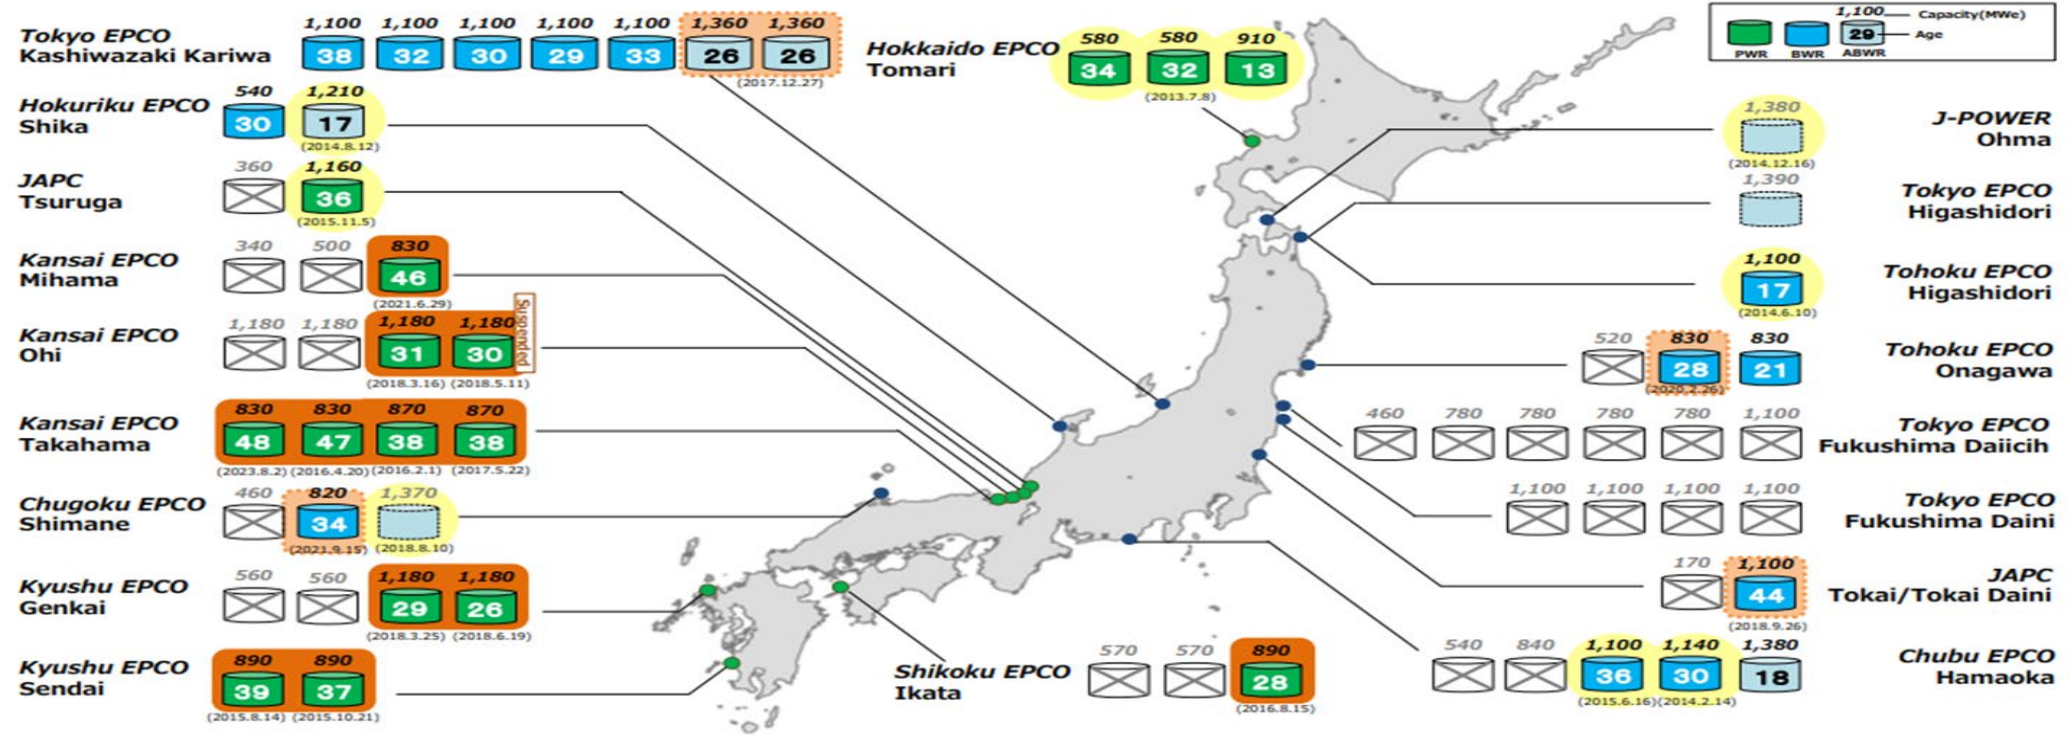 Tokyo EPCO
Kashiwazaki Kariwa
1,100 1,100 1,100 1,100 1,100 1,360 1,360
38 32 30 29 33 26 26
(2017.12.27)
Hokuriku EPCO
Shika
540 1,210
30 17
(2014.8.12)
JAPC
Tsuruga
360 1,160
36
(2015.11.5)
Kansai EPCO
Mihama
340 500 830
46
(2021.6.29)
Kansai EPCO
Ohi
1,180 1,180 1,180 1,180
31 30
Suspended
(2018.3.16) (2018.5.11)
Kansai EPCO
Takahama
830 830 870 870
48 47 38 38
(2023.8.2) (2016.4.20) (2016.2.1) (2017.5.22)
Chugoku EPCO
Shimane
460 820 1,370
34
(2021.9.15) (2018.8.10)
Kyushu EPCO
Genkai
560 560 1,180 1,180
29 26
(2018.3.25) (2018.6.19)
Kyushu EPCO
Sendai
890 890
39 37
(2015.8.14) (2015.10.21)
Hokkaido EPCO
Tomari
580 580 910
34 32 13
(2013.7.8)
Shikoku EPCO
Ikata
570 570 890
28
(2016.8.15)
1,100 Capacity(MWe)
29 Age
PWR BWR ABWR
1,380
J-POWER
Ohma
(2014.12.16)
1,390
Tokyo EPCO
Higashidori
1,100
17
Tohoku EPCO
Higashidori
(2014.6.10)
520 830 830
28 21
Tohoku EPCO
Onagawa
(2020.2.26)
460 780 780 780 780 1,100
Tokyo EPCO
Fukushima Daiicih
1,100 1,100 1,100 1,100
Tokyo EPCO
Fukushima Daini
170 1,100
44
JAPC
Tokai/Tokai Daini
(2018.9.26)
540 840 1,100 1,140 1,380
36 30 18
Chubu EPCO
Hamaoka
(2015.6.16) (2014.2.14)